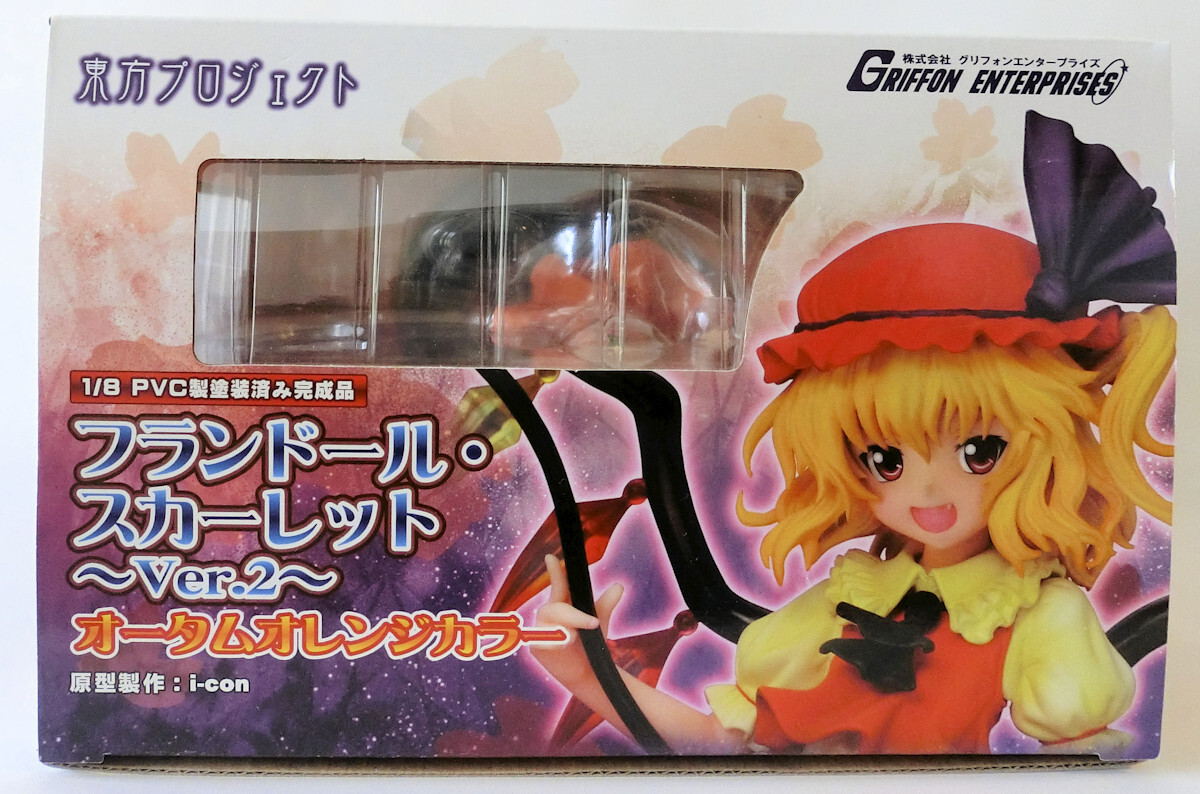 東方プロジェクト
株式会社 グリフォンエンタープライズ
GRIFFON ENTERPRISES
1/8 PVC製塗装済み完成品
フランドール・
スカーレット
～Ver.2～
オータムオレンジカラー
原型製作：i-con